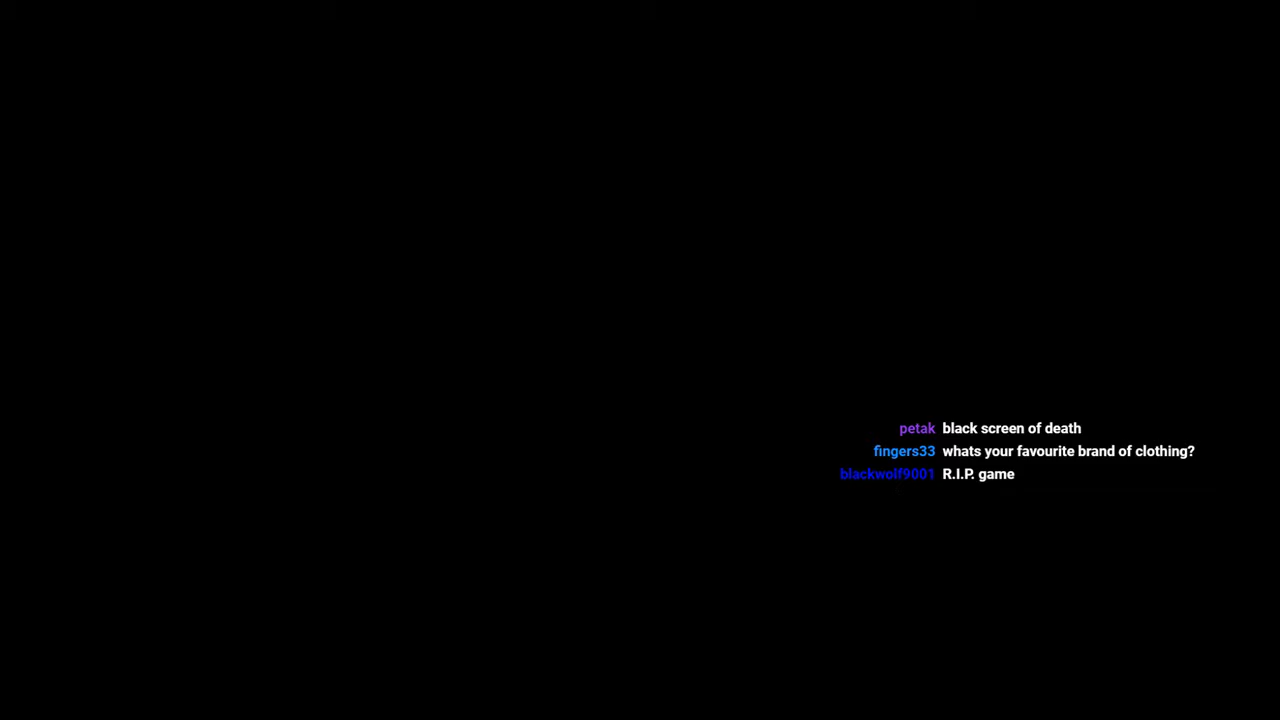 petak black screen of death
fingers33 whats your favourite brand of clothing?
blackwolf9001 R.I.P. game